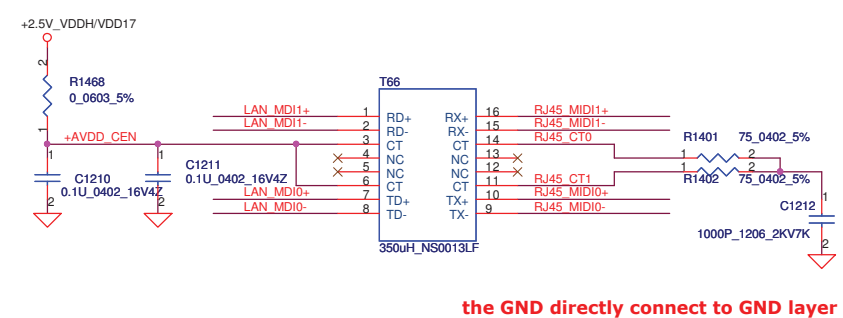 +2.5V_VDDH/VDD17
2
R1468
0_0603_5%
1
+AVDD_CEN
1
C1210
0.1U_0402_16V4Z
2
1
C1211
0.1U_0402_16V4Z
2
T66
LAN_MDI1+ 1 RD+ RX+ 16 RJ45_MIDI1+
LAN_MDI1- 2 RD- RX- 15 RJ45_MIDI1-
3 CT CT 14 RJ45_CT0
4 NC NC 13
5 NC NC 12
6 CT CT 11 RJ45_CT1
LAN_MDI0+ 7 TD+ TX+ 10 RJ45_MIDI0+
LAN_MDI0- 8 TD- TX- 9 RJ45_MIDI0-
350uH_NS0013LF
R1401 75_0402_5%
1 2
1 2
R1402 75_0402_5%
1
C1212
1000P_1206_2KV7K
2
the GND directly connect to GND layer